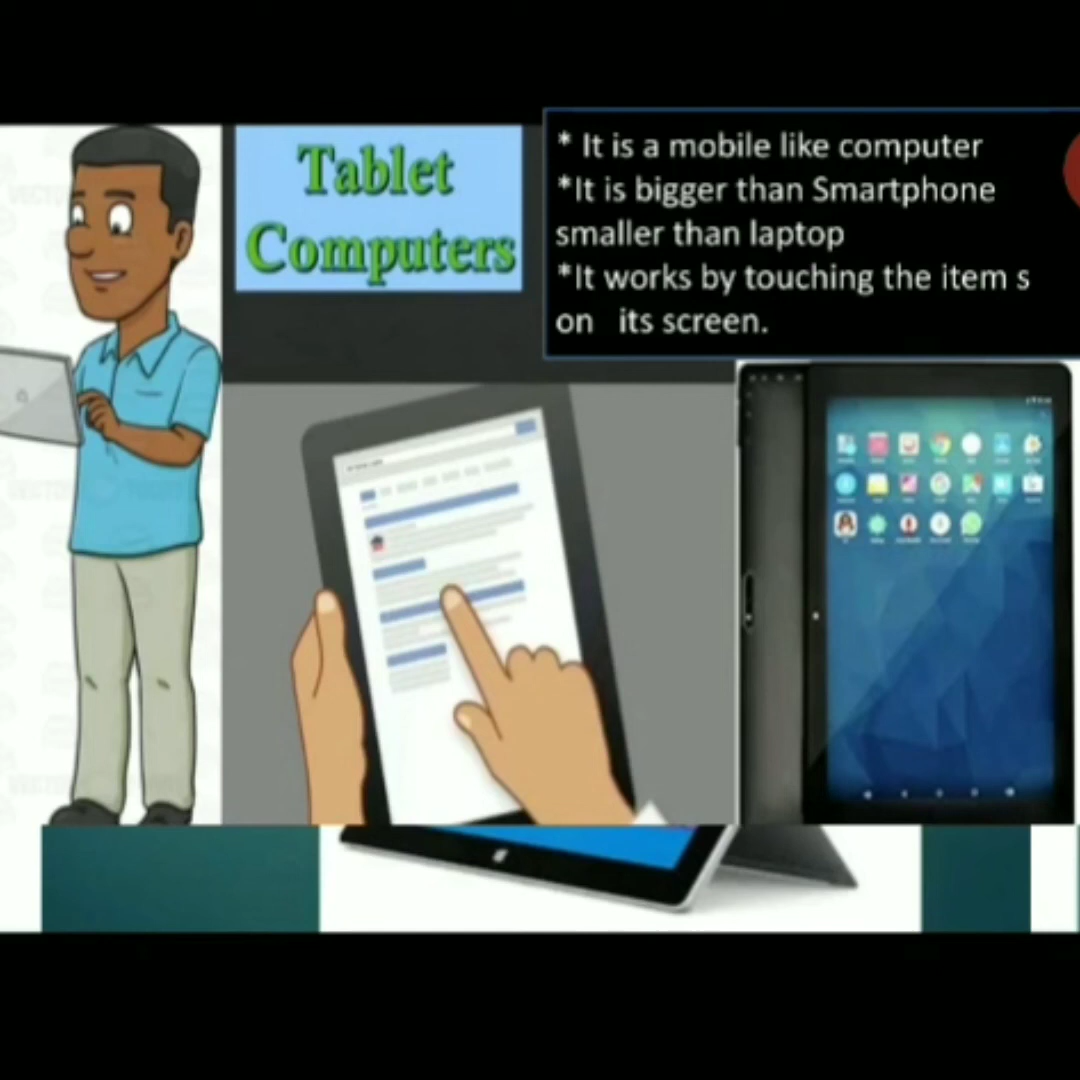 Tablet
Computers
* It is a mobile like computer
*It is bigger than Smartphone
smaller than laptop
*It works by touching the item s
on its screen.